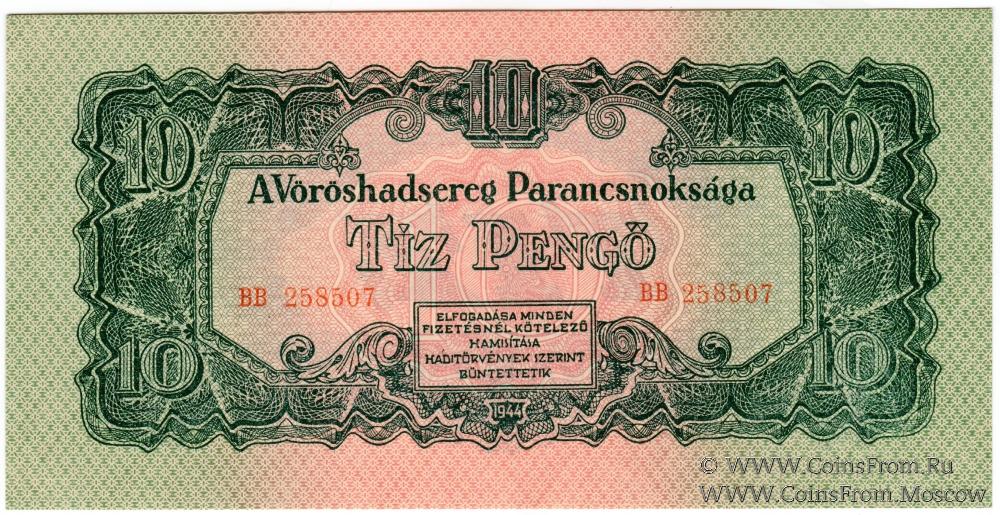 10
10
10
A Vöröshadsereg Parancsnoksága
TÍZ PENGŐ
BB 258507
BB 258507
ELFOGADÁSA MINDEN
FIZETÉSNÉL KÖTELEZŐ
HAMISÍTÁSA
HADITÖRVÉNYEK SZERINT
BÜNTETTETIK
10
10
1944
© WWW.CoinsFrom.Ru
WWW.CoinsFrom.Moscow